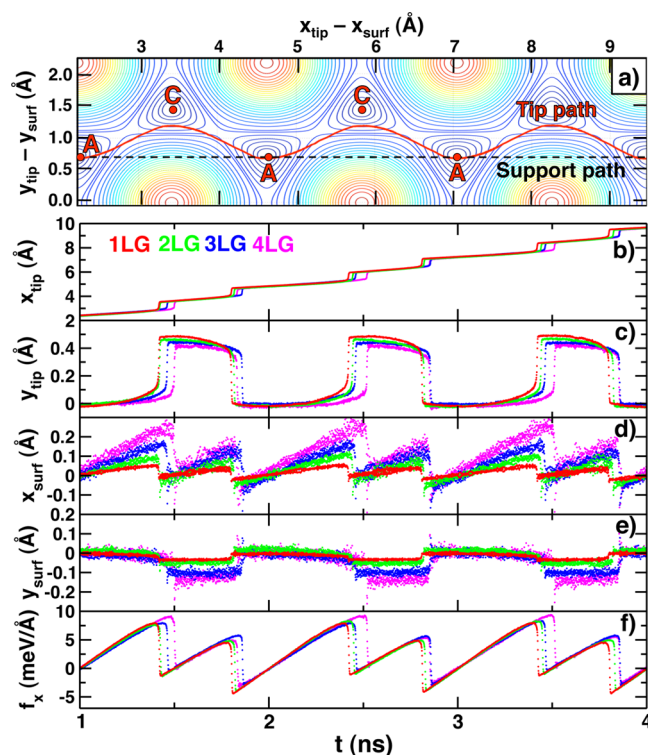 x_tip – x_surf (Å)
3 4 5 6 7 8 9
y_tip – y_surf (Å)
2.0
1.5
1.0
0.5
0.0
a)
C C
Tip path
A
A A
Support path
x_tip (Å)
10
8
6
4
2
1LG 2LG 3LG 4LG
b)
y_tip (Å)
0.4
0.2
0
c)
x_surf (Å)
0.2
0.1
0
-0.1
0.2
d)
y_surf (Å)
0
-0.1
e)
f_x (meV/Å)
10
5
0
-5
f)
1 2 3 4
t (ns)